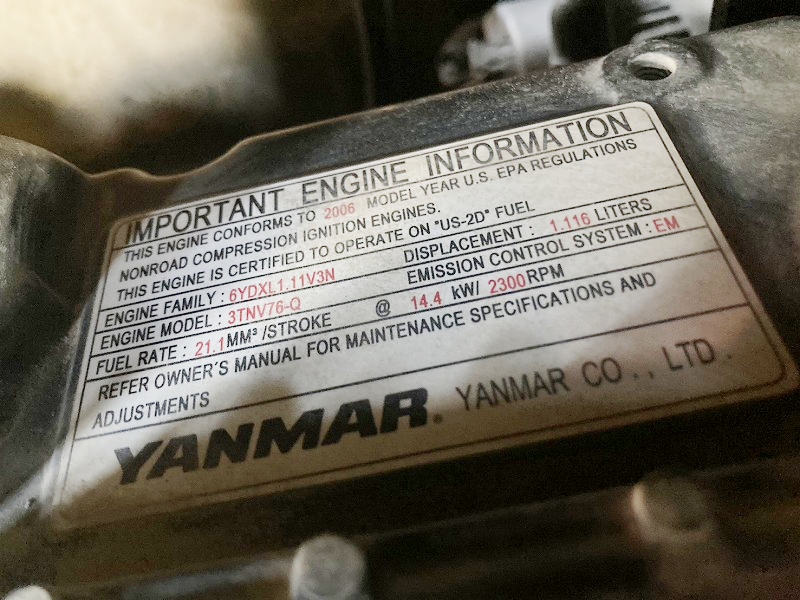 IMPORTANT ENGINE INFORMATION
THIS ENGINE CONFORMS TO 2006 MODEL YEAR U.S. EPA REGULATIONS
NONROAD COMPRESSION IGNITION ENGINES.
THIS ENGINE IS CERTIFIED TO OPERATE ON "US-2D" FUEL
ENGINE FAMILY : 6YDXL1.11V3N DISPLACEMENT : 1.116 LITERS
ENGINE MODEL : 3TNV76-Q EMISSION CONTROL SYSTEM : EM
FUEL RATE : 21.1 MM³ /STROKE @ 14.4 kW/ 2300 RPM
REFER OWNER'S MANUAL FOR MAINTENANCE SPECIFICATIONS AND
ADJUSTMENTS
YANMAR® YANMAR CO., LTD.